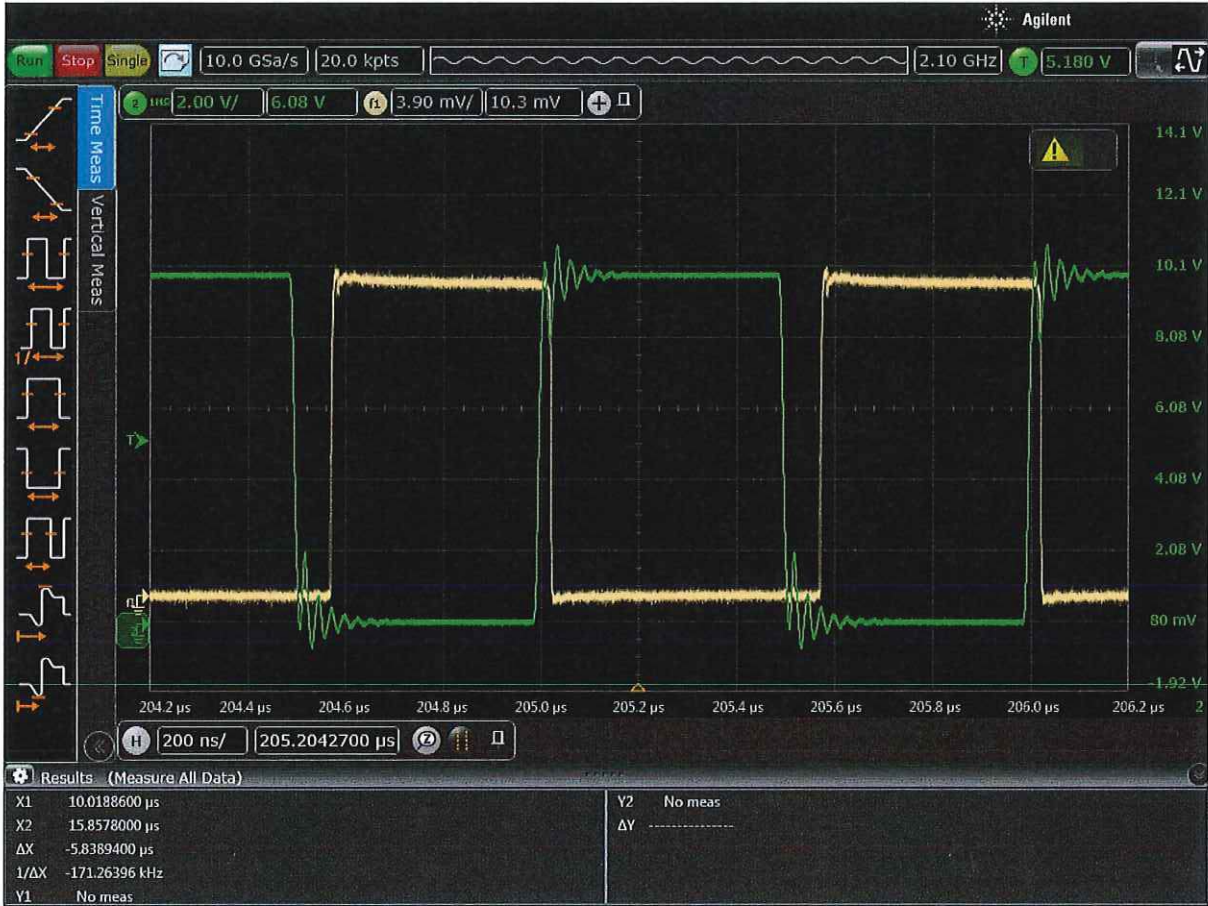 Agilent
Run Stop Single 10.0 GSa/s 20.0 kpts 2.10 GHz T 5.180 V
2 2.00 V/ 6.08 V f1 3.90 mV/ 10.3 mV
Time Meas
Vertical Meas
1/
14.1 V
12.1 V
10.1 V
8.08 V
6.08 V
T
4.08 V
2.08 V
80 mV
-1.92 V
204.2 µs 204.4 µs 204.6 µs 204.8 µs 205.0 µs 205.2 µs 205.4 µs 205.6 µs 205.8 µs 206.0 µs 206.2 µs 2
H 200 ns/ 205.2042700 µs Z
Results (Measure All Data)
X1 10.0188600 µs
X2 15.8578000 µs
ΔX -5.8389400 µs
1/ΔX -171.26396 kHz
Y1 No meas
Y2 No meas
ΔY --------------